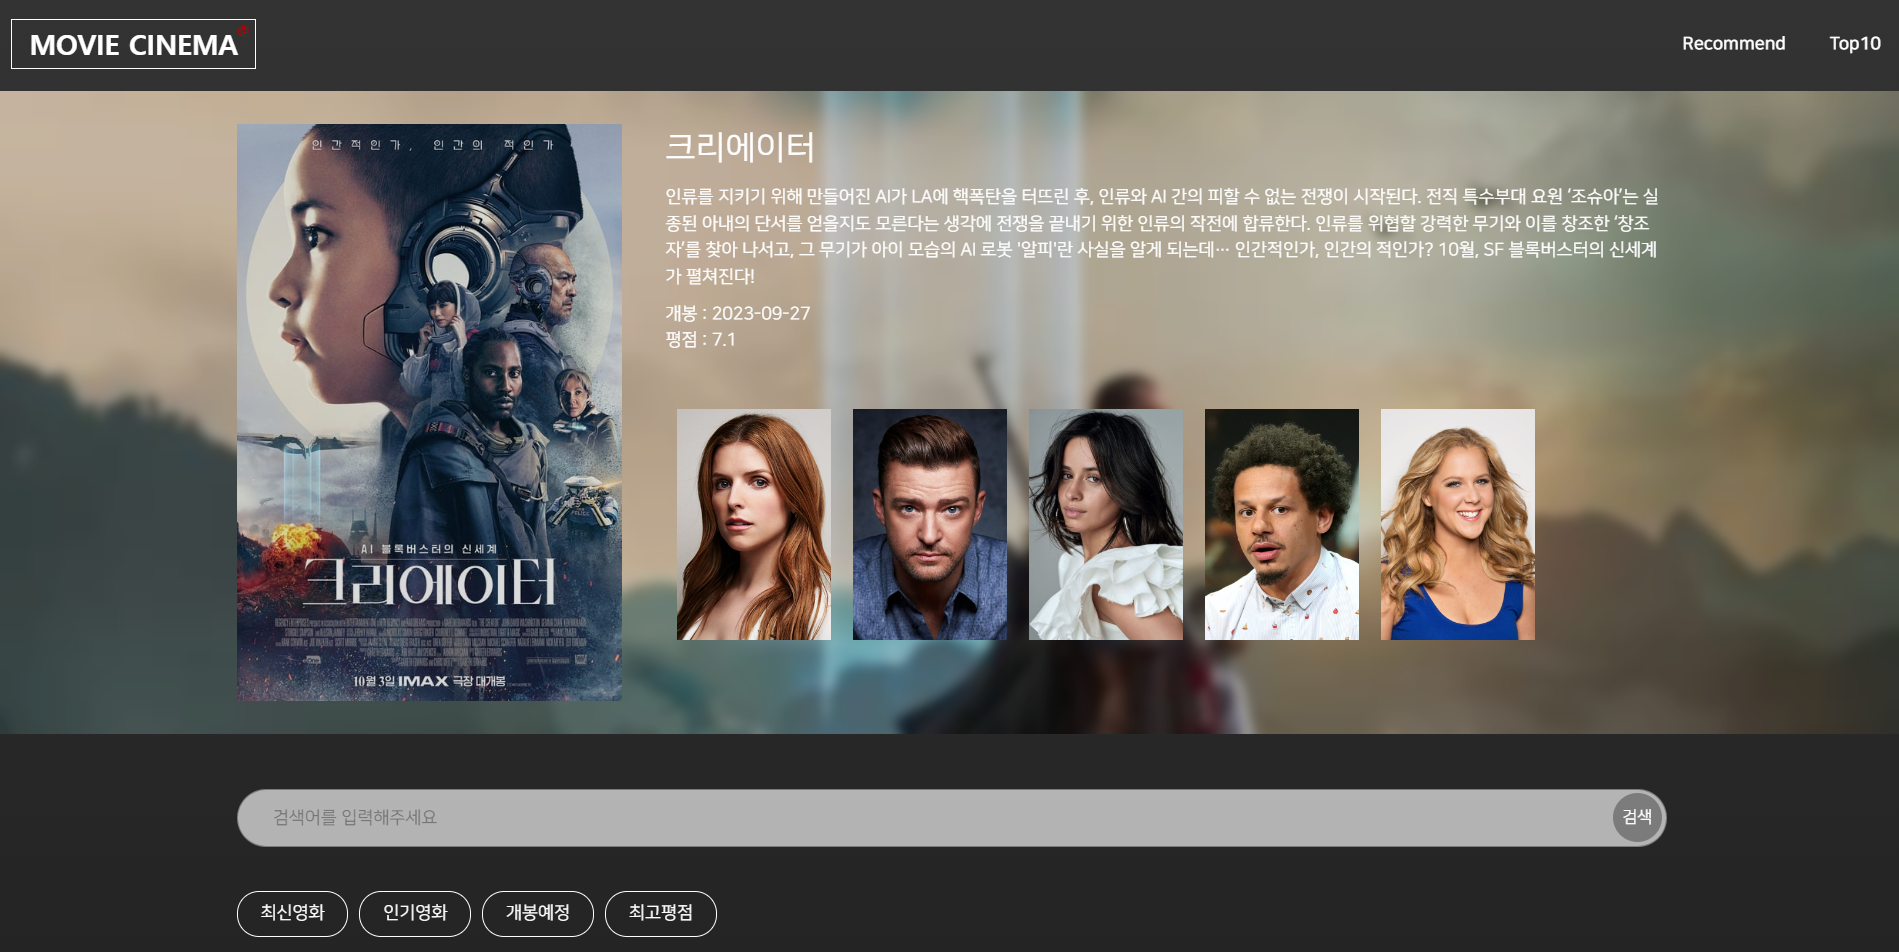 MOVIE CINEMA
Recommend
Top10
인간적인가, 인간의 적인가
AI 블록버스터의 신세계
크리에이터
10월 3일 IMAX 극장 대개봉
크리에이터
인류를 지키기 위해 만들어진 AI가 LA에 핵폭탄을 터뜨린 후, 인류와 AI 간의 피할 수 없는 전쟁이 시작된다. 전직 특수부대 요원 ‘조슈아’는 실
종된 아내의 단서를 얻을지도 모른다는 생각에 전쟁을 끝내기 위한 인류의 작전에 합류한다. 인류를 위협할 강력한 무기와 이를 창조한 ‘창조
자’를 찾아 나서고, 그 무기가 아이 모습의 AI 로봇 '알피'란 사실을 알게 되는데… 인간적인가, 인간의 적인가? 10월, SF 블록버스터의 신세계
가 펼쳐진다!
개봉 : 2023-09-27
평점 : 7.1
검색어를 입력해주세요
검색
최신영화
인기영화
개봉예정
최고평점